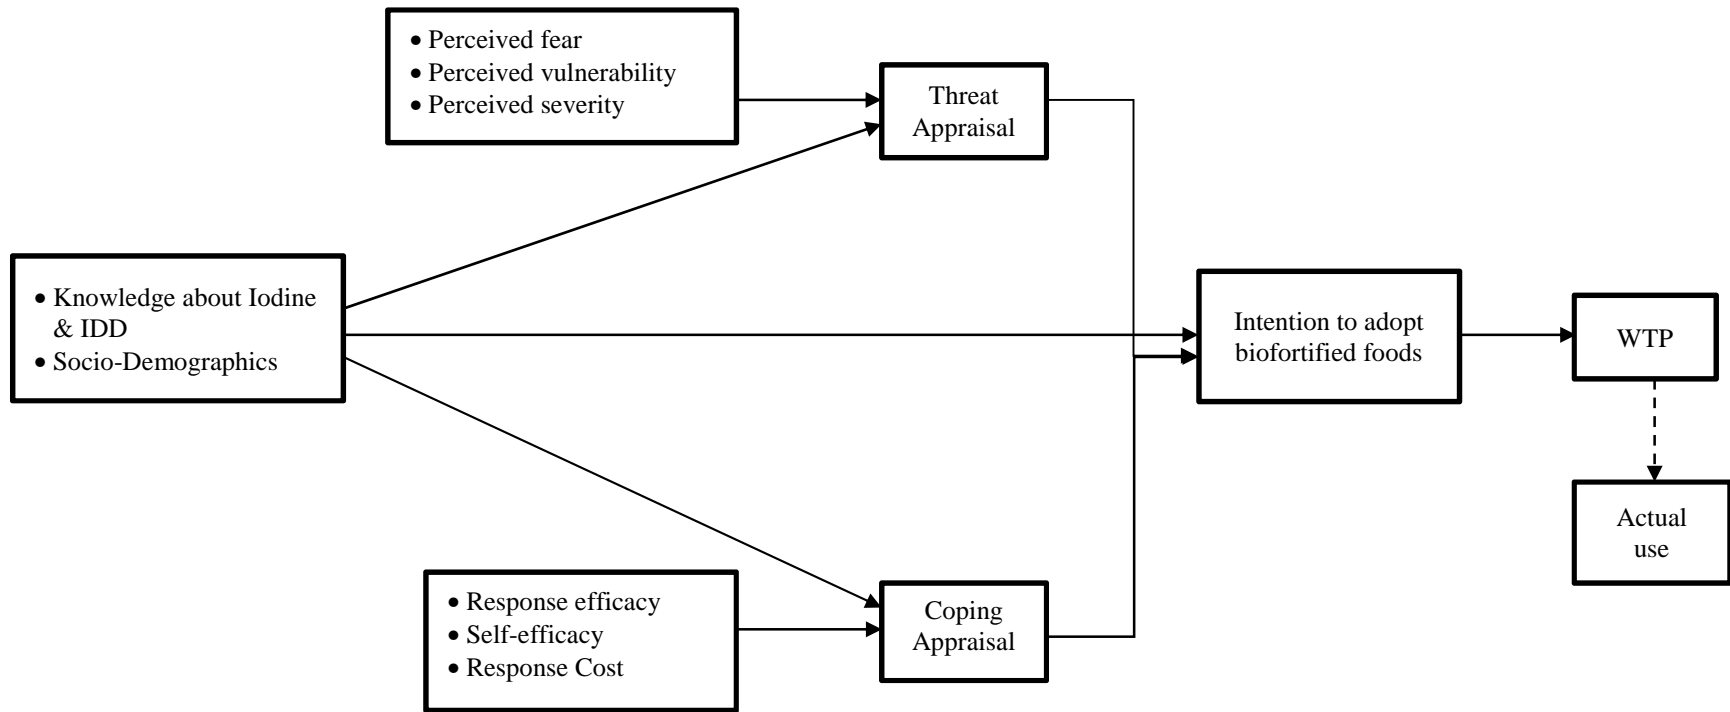 • Perceived fear
• Perceived vulnerability
• Perceived severity
Threat
Appraisal
• Knowledge about Iodine
& IDD
• Socio-Demographics
Intention to adopt
biofortified foods
WTP
Actual
use
• Response efficacy
• Self-efficacy
• Response Cost
Coping
Appraisal